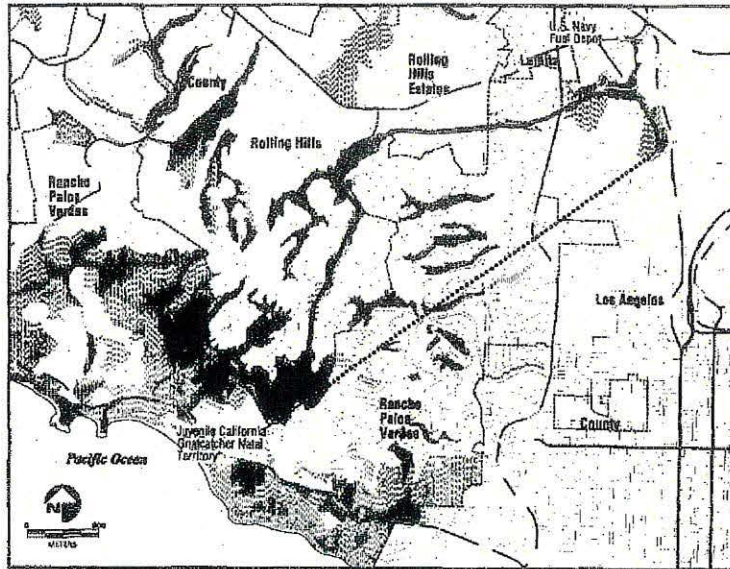 U.S. Navy
Fuel Depot
Lomita
Rolling
Hills
Estates
County
Rolling Hills
Rancho
Palos
Verdes
Los Angeles
Rancho
Palos
Verdes
County
Juvenile California
Gnatcatcher Natal
Territory
Pacific Ocean
N
0
METERS